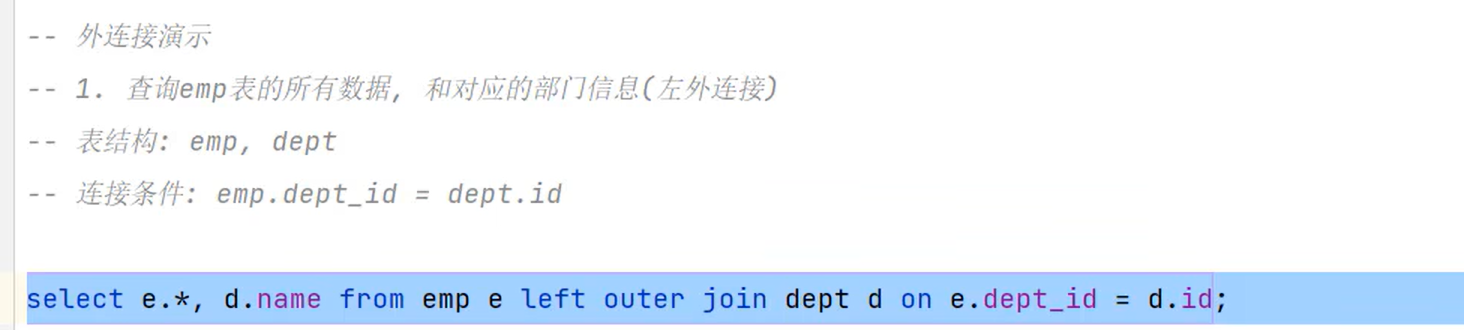 -- 外连接演示
-- 1. 查询emp表的所有数据, 和对应的部门信息(左外连接)
-- 表结构: emp, dept
-- 连接条件: emp.dept_id = dept.id
select e.*, d.name from emp e left outer join dept d on e.dept_id = d.id;